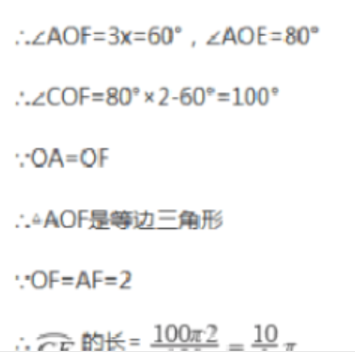 ∴∠AOF=3x=60°，∠AOE=80°
∴∠COF=80°×2-60°=100°
∵OA=OF
∴△AOF是等边三角形
∵OF=AF=2
∴ 的长= 100π2 = 10 π